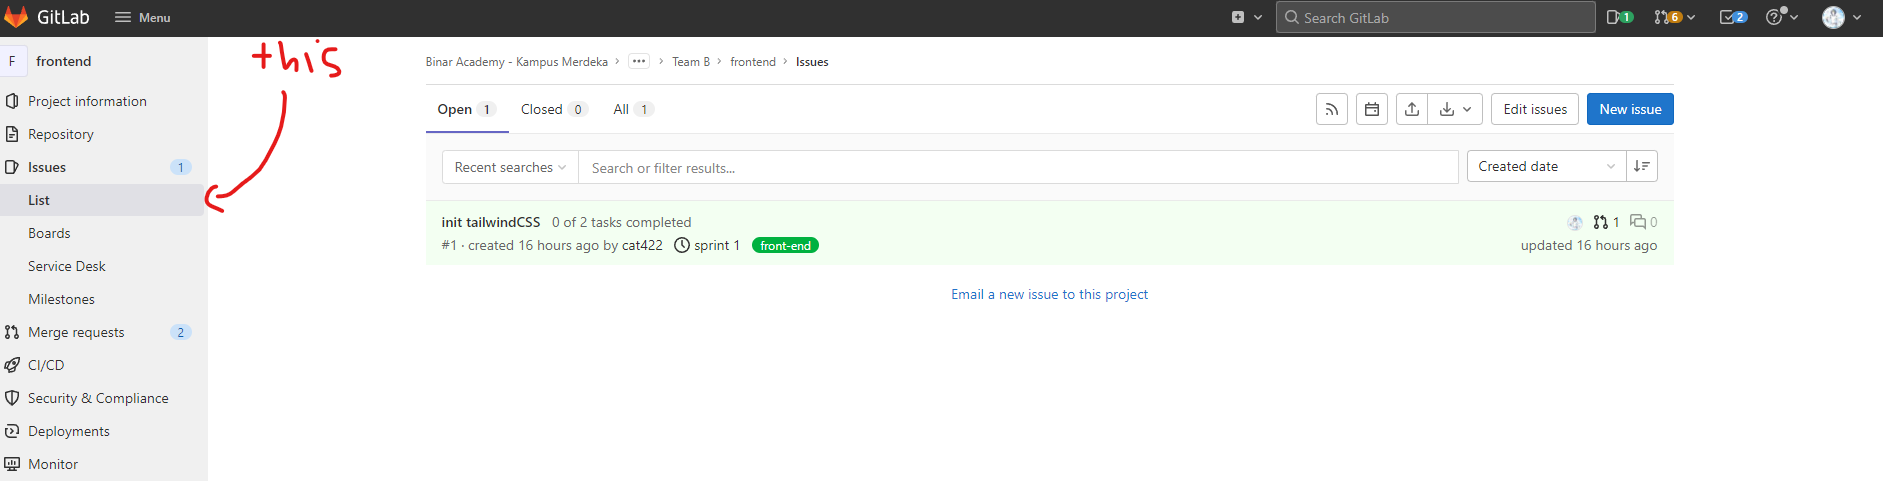 GitLab Menu Search GitLab 1 6 2
F frontend
this
Project information
Repository
Issues 1
List
Boards
Service Desk
Milestones
Merge requests 2
CI/CD
Security & Compliance
Deployments
Monitor
Binar Academy - Kampus Merdeka › ••• › Team B › frontend › Issues
Open 1 Closed 0 All 1 Edit issues New issue
Recent searches Search or filter results... Created date
init tailwindCSS 0 of 2 tasks completed 1 0
#1 · created 16 hours ago by cat422 sprint 1 front-end updated 16 hours ago
Email a new issue to this project